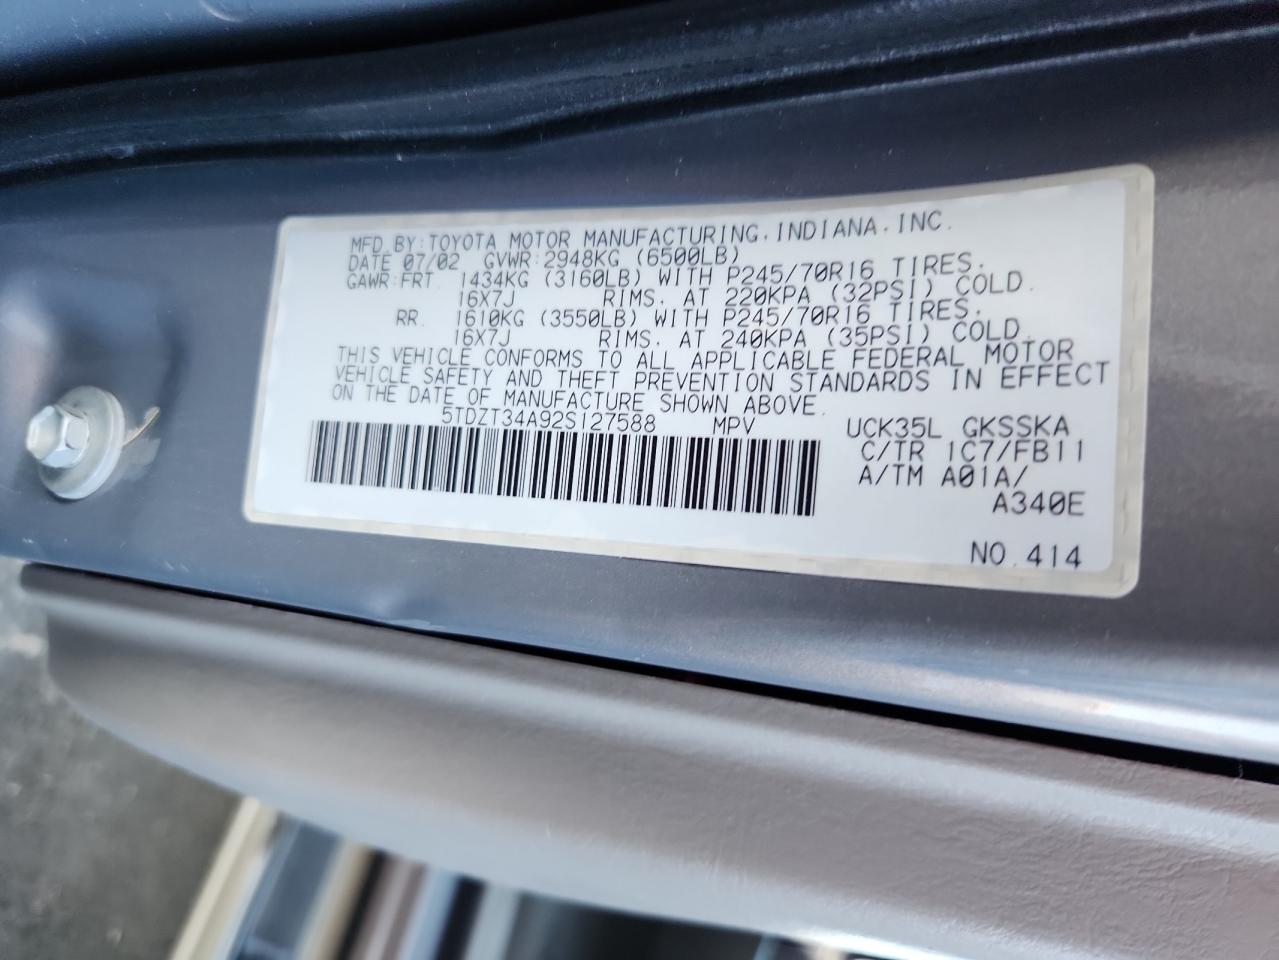 MFD. BY: TOYOTA MOTOR MANUFACTURING, INDIANA, INC.
DATE 07/02 GVWR: 2948KG (6500LB)
GAWR: FRT. 1434KG (3160LB) WITH P245/70R16 TIRES.
16X7J RIMS. AT 220KPA (32PSI) COLD.
RR. 1610KG (3550LB) WITH P245/70R16 TIRES.
16X7J RIMS. AT 240KPA (35PSI) COLD.
THIS VEHICLE CONFORMS TO ALL APPLICABLE FEDERAL MOTOR
VEHICLE SAFETY AND THEFT PREVENTION STANDARDS IN EFFECT
ON THE DATE OF MANUFACTURE SHOWN ABOVE.
5TDZT34A92S127588 MPV
UCK35L GKSSKA
C/TR 1C7/FB11
A/TM A01A/
A340E
NO. 414